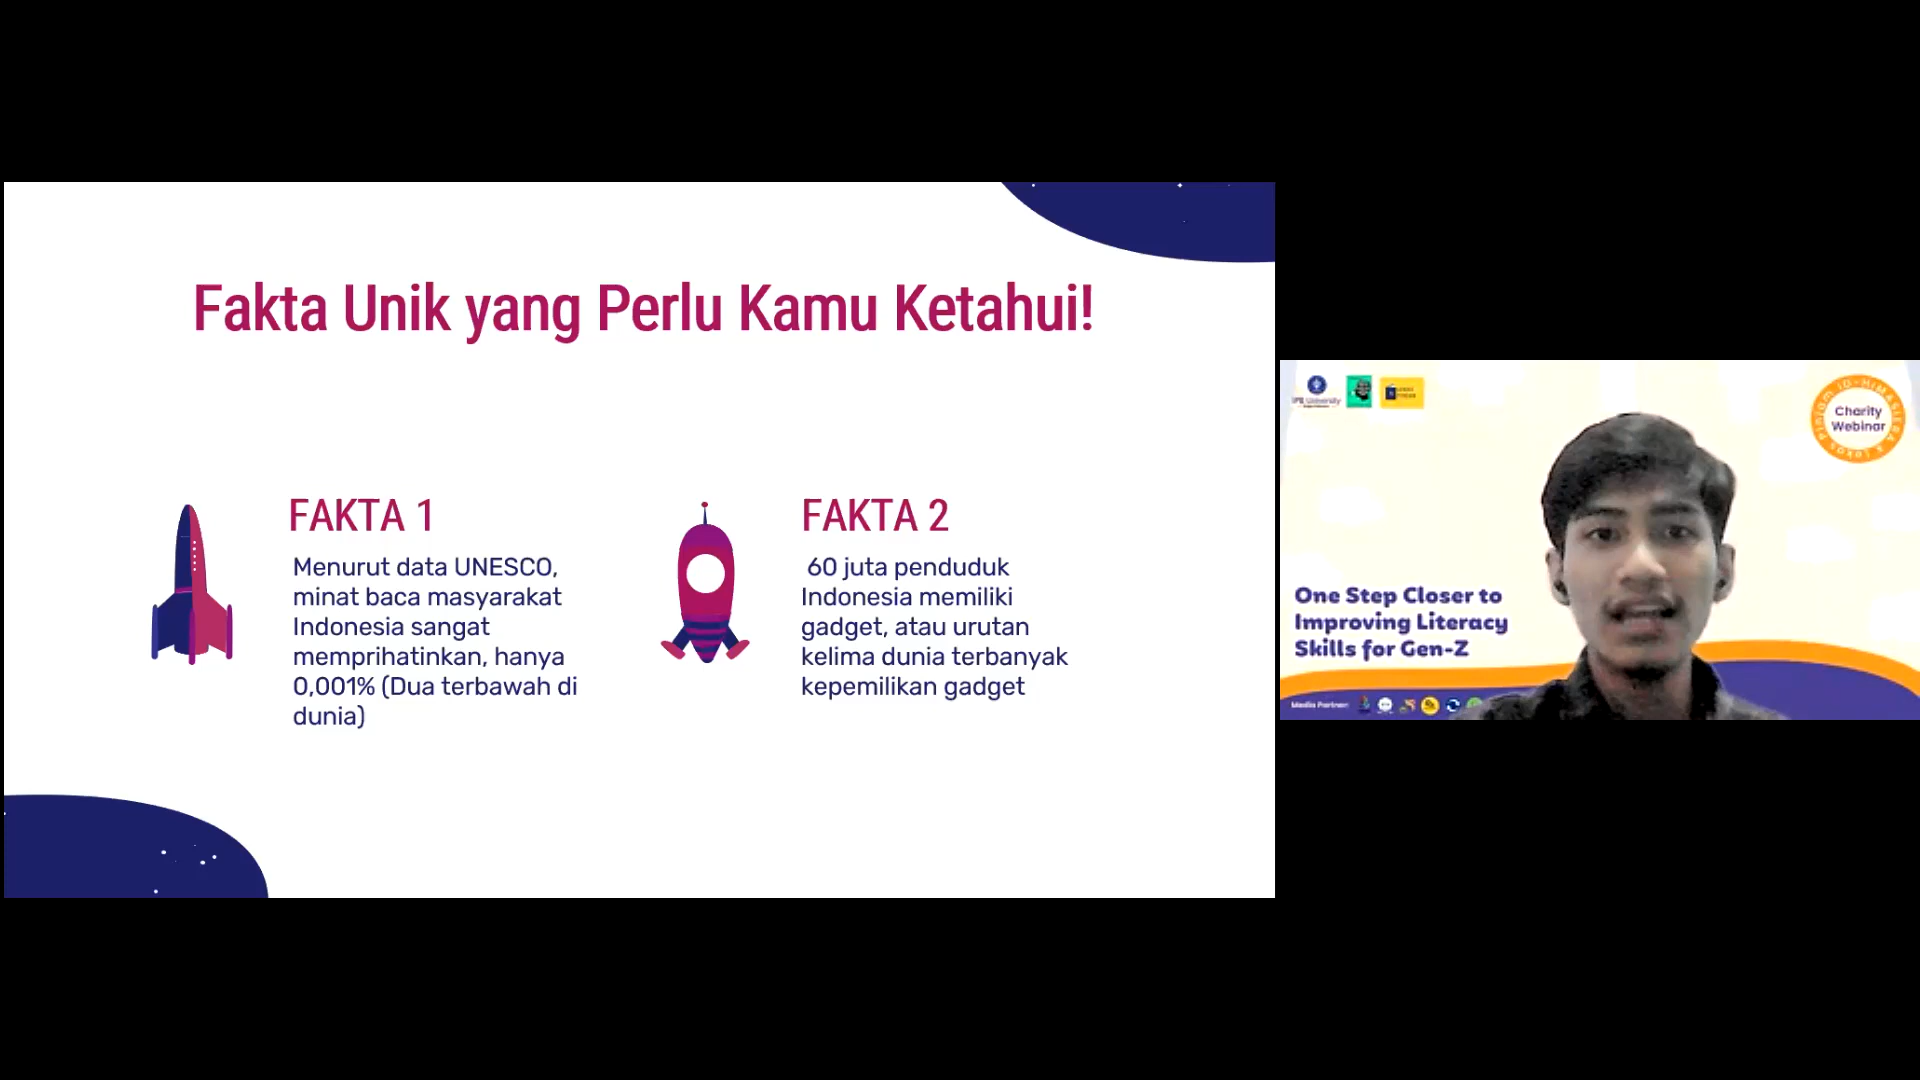 Fakta Unik yang Perlu Kamu Ketahui!
FAKTA 1
Menurut data UNESCO,
minat baca masyarakat
Indonesia sangat
memprihatinkan, hanya
0,001% (Dua terbawah di
dunia)
FAKTA 2
60 juta penduduk
Indonesia memiliki
gadget, atau urutan
kelima dunia terbanyak
kepemilikan gadget
IPB University
Charity
Webinar
One Step Closer to
Improving Literacy
Skills for Gen-Z
Media Partner: